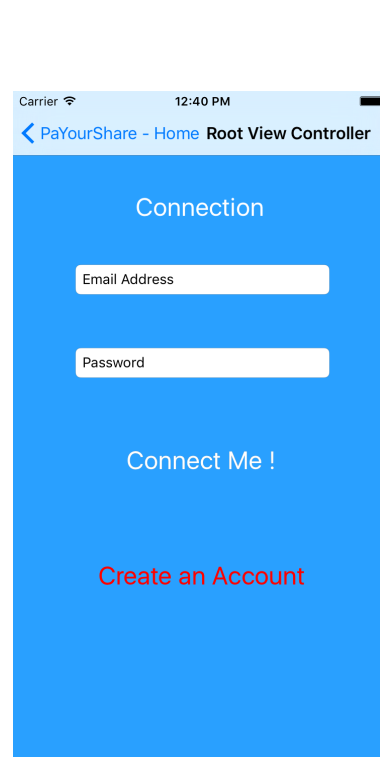 Carrier 12:40 PM
PaYourShare - Home Root View Controller
Connection
Email Address
Password
Connect Me !
Create an Account